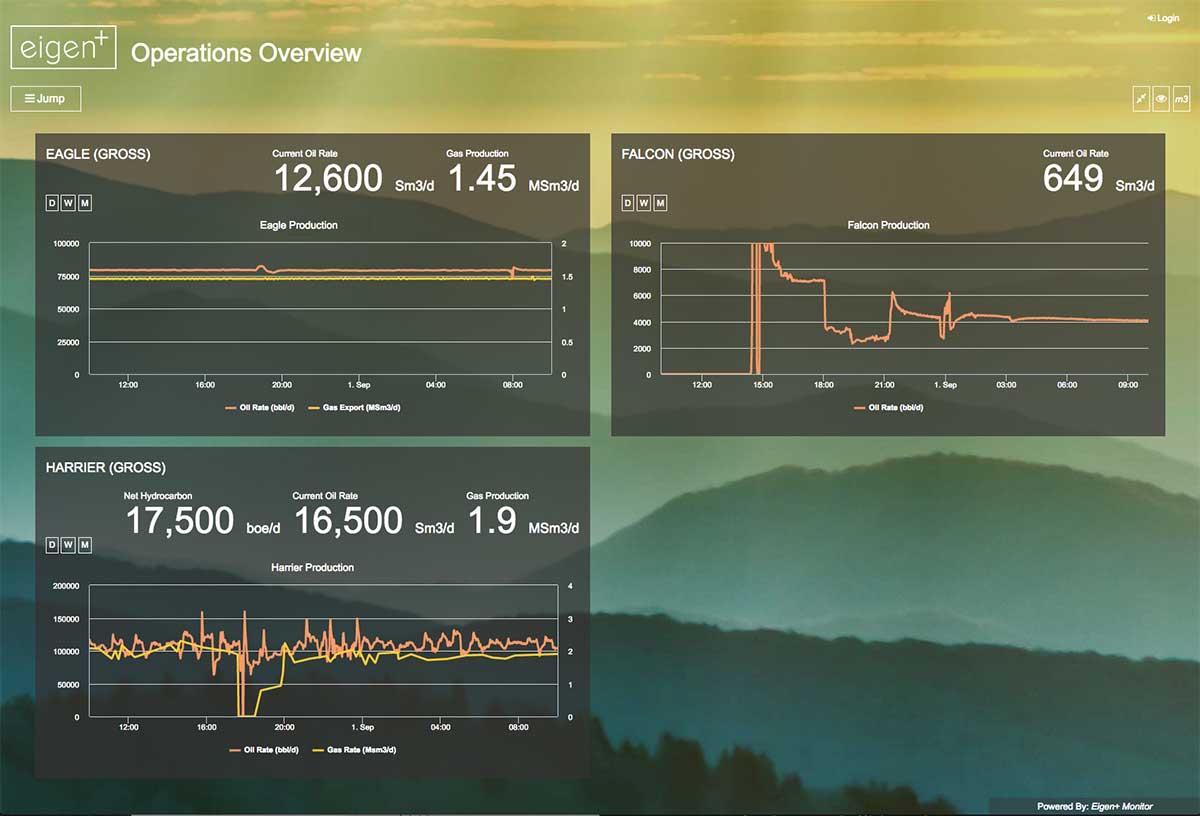 Login
eigen+
Operations Overview
Jump
m3
EAGLE (GROSS)
Current Oil Rate
12,600 Sm3/d
Gas Production
1.45 MSm3/d
D W M
Eagle Production
100000
75000
50000
25000
0
2
1.5
1
0.5
0
12:00 16:00 20:00 1. Sep 04:00 08:00
Oil Rate (bbl/d) Gas Export (MSm3/d)
FALCON (GROSS)
Current Oil Rate
649 Sm3/d
D W M
Falcon Production
10000
8000
6000
4000
2000
0
12:00 15:00 18:00 21:00 1. Sep 03:00 06:00 09:00
Oil Rate (bbl/d)
HARRIER (GROSS)
Net Hydrocarbon
17,500 boe/d
Current Oil Rate
16,500 Sm3/d
Gas Production
1.9 MSm3/d
D W M
Harrier Production
200000
150000
100000
50000
0
4
3
2
1
0
12:00 16:00 20:00 1. Sep 04:00 08:00
Oil Rate (bbl/d) Gas Rate (Msm3/d)
Powered By: Eigen+ Monitor